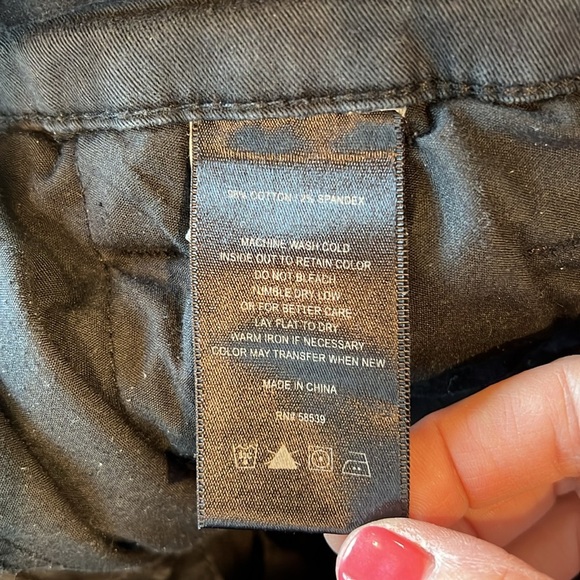 98% COTTON / 2% SPANDEX
MACHINE WASH COLD
INSIDE OUT TO RETAIN COLOR
DO NOT BLEACH
TUMBLE DRY LOW
OR FOR BETTER CARE,
LAY FLAT TO DRY
WARM IRON IF NECESSARY
COLOR MAY TRANSFER WHEN NEW
MADE IN CHINA
RN# 58539